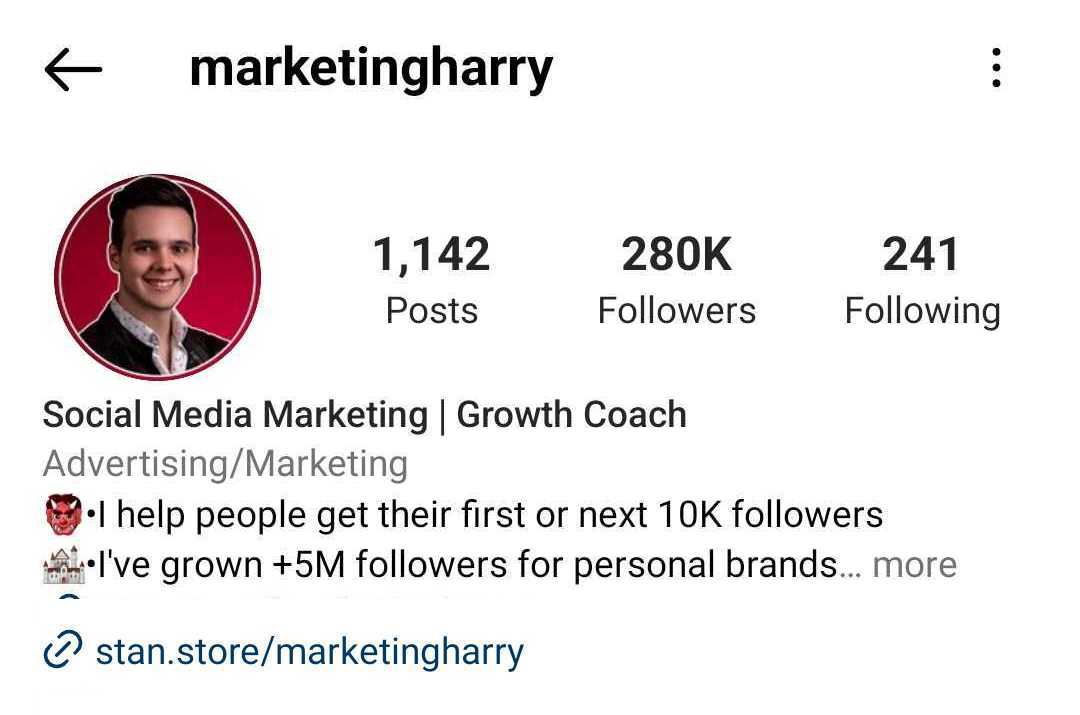 marketingharry
1,142 280K 241
Posts Followers Following
Social Media Marketing | Growth Coach
Advertising/Marketing
👹•I help people get their first or next 10K followers
🏰•I've grown +5M followers for personal brands... more
stan.store/marketingharry